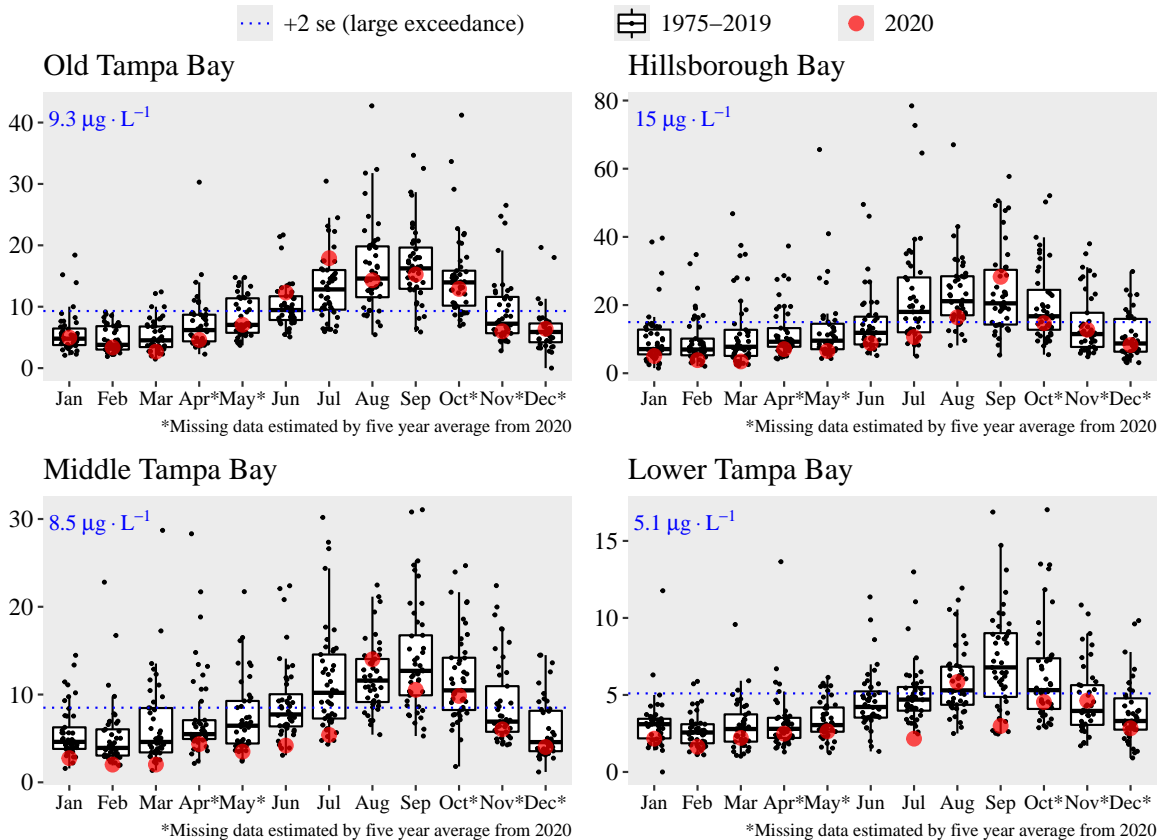 +2 se (large exceedance) 1975−2019 2020
Old Tampa Bay
9.3 μg · L−1
40
30
20
10
0
Jan Feb Mar Apr* May* Jun Jul Aug Sep Oct* Nov* Dec*
*Missing data estimated by five year average from 2020
Hillsborough Bay
15 μg · L−1
80
60
40
20
0
Jan Feb Mar Apr* May* Jun Jul Aug Sep Oct* Nov* Dec*
*Missing data estimated by five year average from 2020
Middle Tampa Bay
8.5 μg · L−1
30
20
10
0
Jan Feb Mar Apr* May* Jun Jul Aug Sep Oct* Nov* Dec*
*Missing data estimated by five year average from 2020
Lower Tampa Bay
5.1 μg · L−1
15
10
5
0
Jan Feb Mar Apr* May* Jun Jul Aug Sep Oct* Nov* Dec*
*Missing data estimated by five year average from 2020